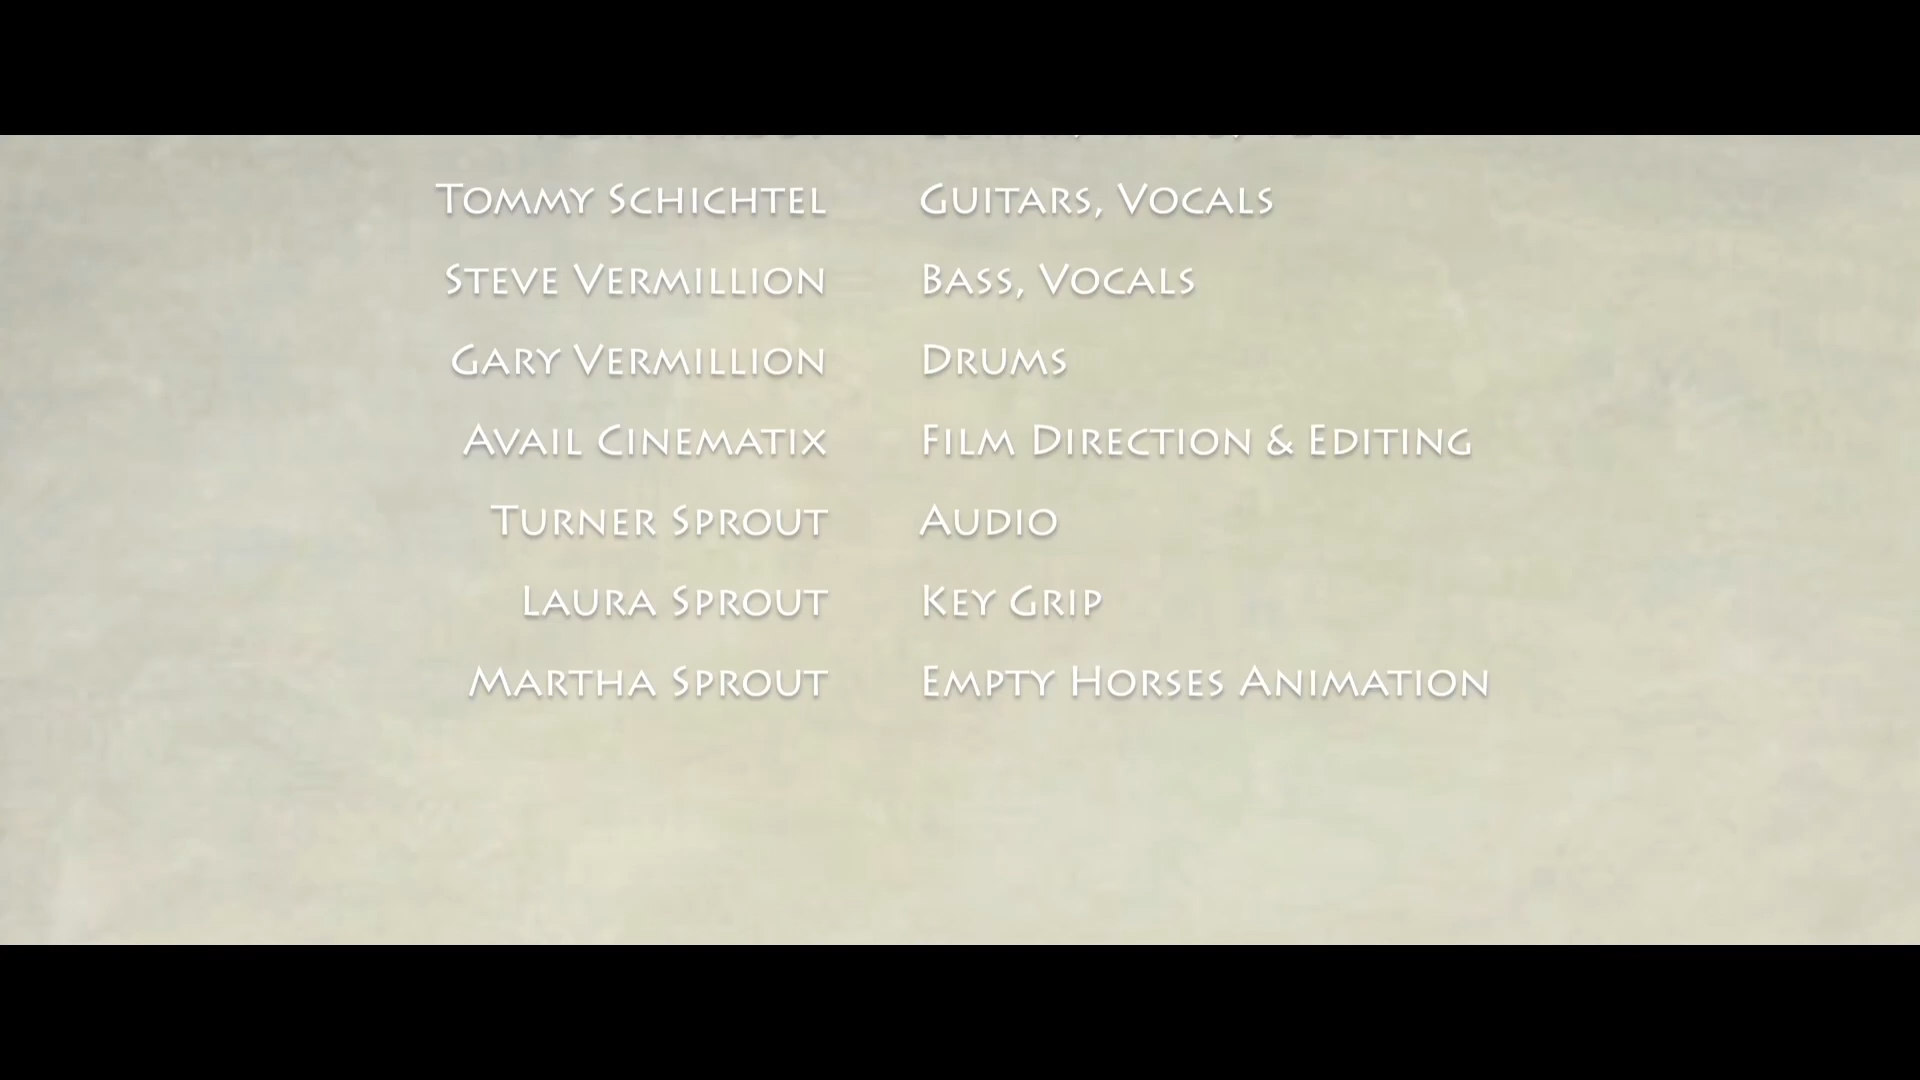 Tommy Schichtel Guitars, Vocals
Steve Vermillion Bass, Vocals
Gary Vermillion Drums
Avail Cinematix Film Direction & Editing
Turner Sprout Audio
Laura Sprout Key Grip
Martha Sprout Empty Horses Animation